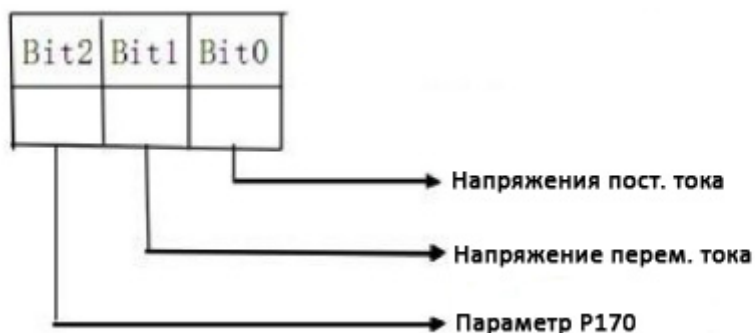 Bit2 Bit1 Bit0
Напряжения пост. тока
Напряжение перем. тока
Параметр P170